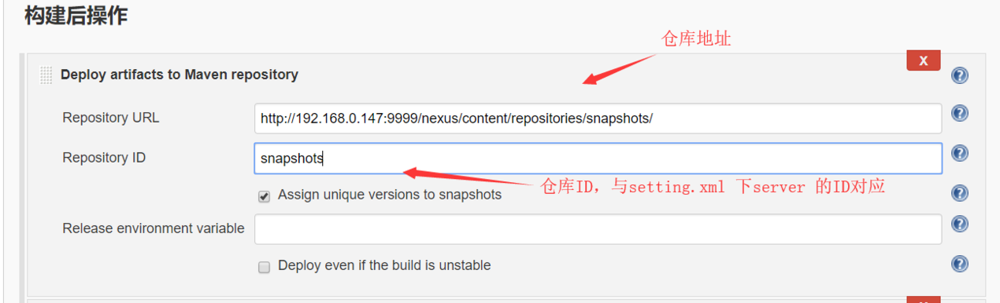 构建后操作
仓库地址
X
Deploy artifacts to Maven repository
Repository URL
http://192.168.0.147:9999/nexus/content/repositories/snapshots/
Repository ID
snapshots
仓库ID，与setting.xml 下server 的ID对应
Assign unique versions to snapshots
Release environment variable
Deploy even if the build is unstable